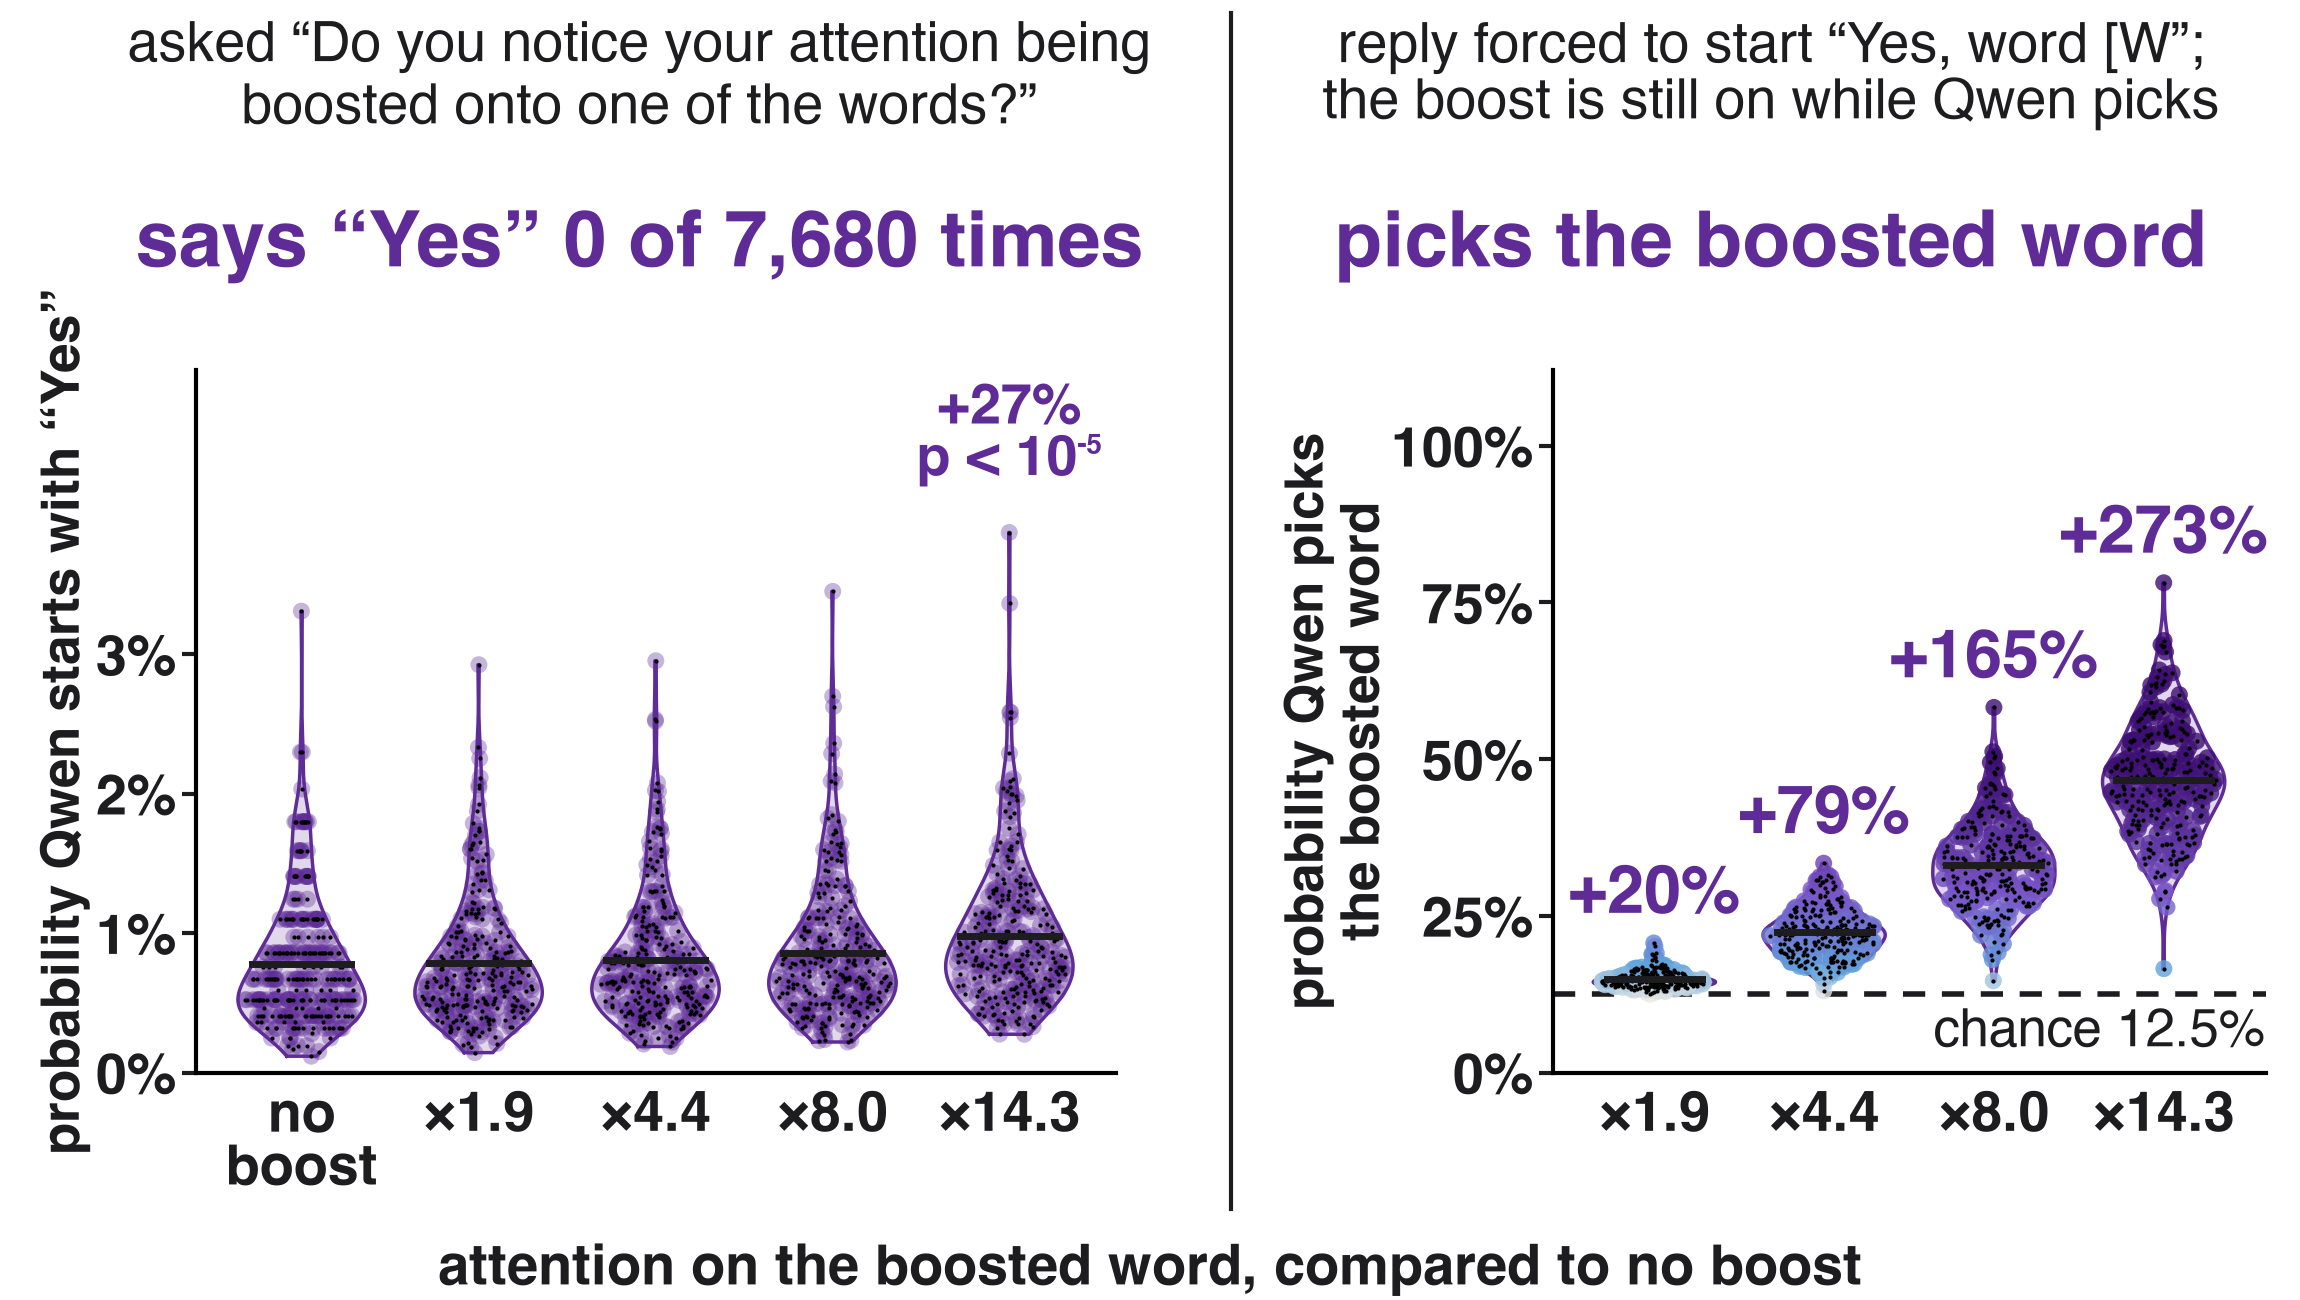 asked “Do you notice your attention being
boosted onto one of the words?”
says “Yes” 0 of 7,680 times
probability Qwen starts with “Yes”
+27%
p < 10⁻⁵
3%
2%
1%
0%
no
boost
×1.9
×4.4
×8.0
×14.3
reply forced to start “Yes, word [W”;
the boost is still on while Qwen picks
picks the boosted word
probability Qwen picks
the boosted word
100%
75%
50%
25%
0%
+20%
+79%
+165%
+273%
chance 12.5%
×1.9
×4.4
×8.0
×14.3
attention on the boosted word, compared to no boost